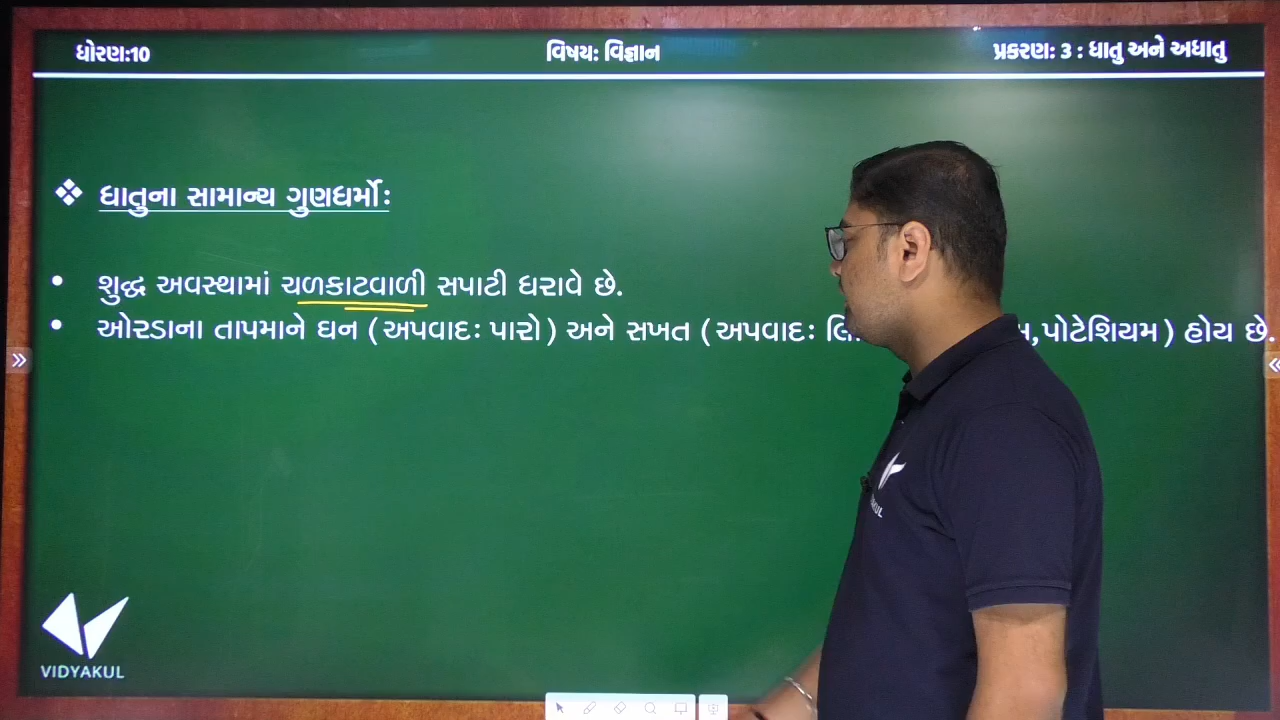 ધોરણ:10
વિષય: વિજ્ઞાન
પ્રકરણ: 3 : ધાતુ અને અધાતુ
❖ ધાતુના સામાન્ય ગુણધર્મો:
• શુદ્ધ અવસ્થામાં ચળકાટવાળી સપાટી ધરાવે છે.
• ઓરડાના તાપમાને ઘન (અપવાદ: પારો) અને સખત (અપવાદ: ,પોટેશિયમ) હોય છે.
VIDYAKUL